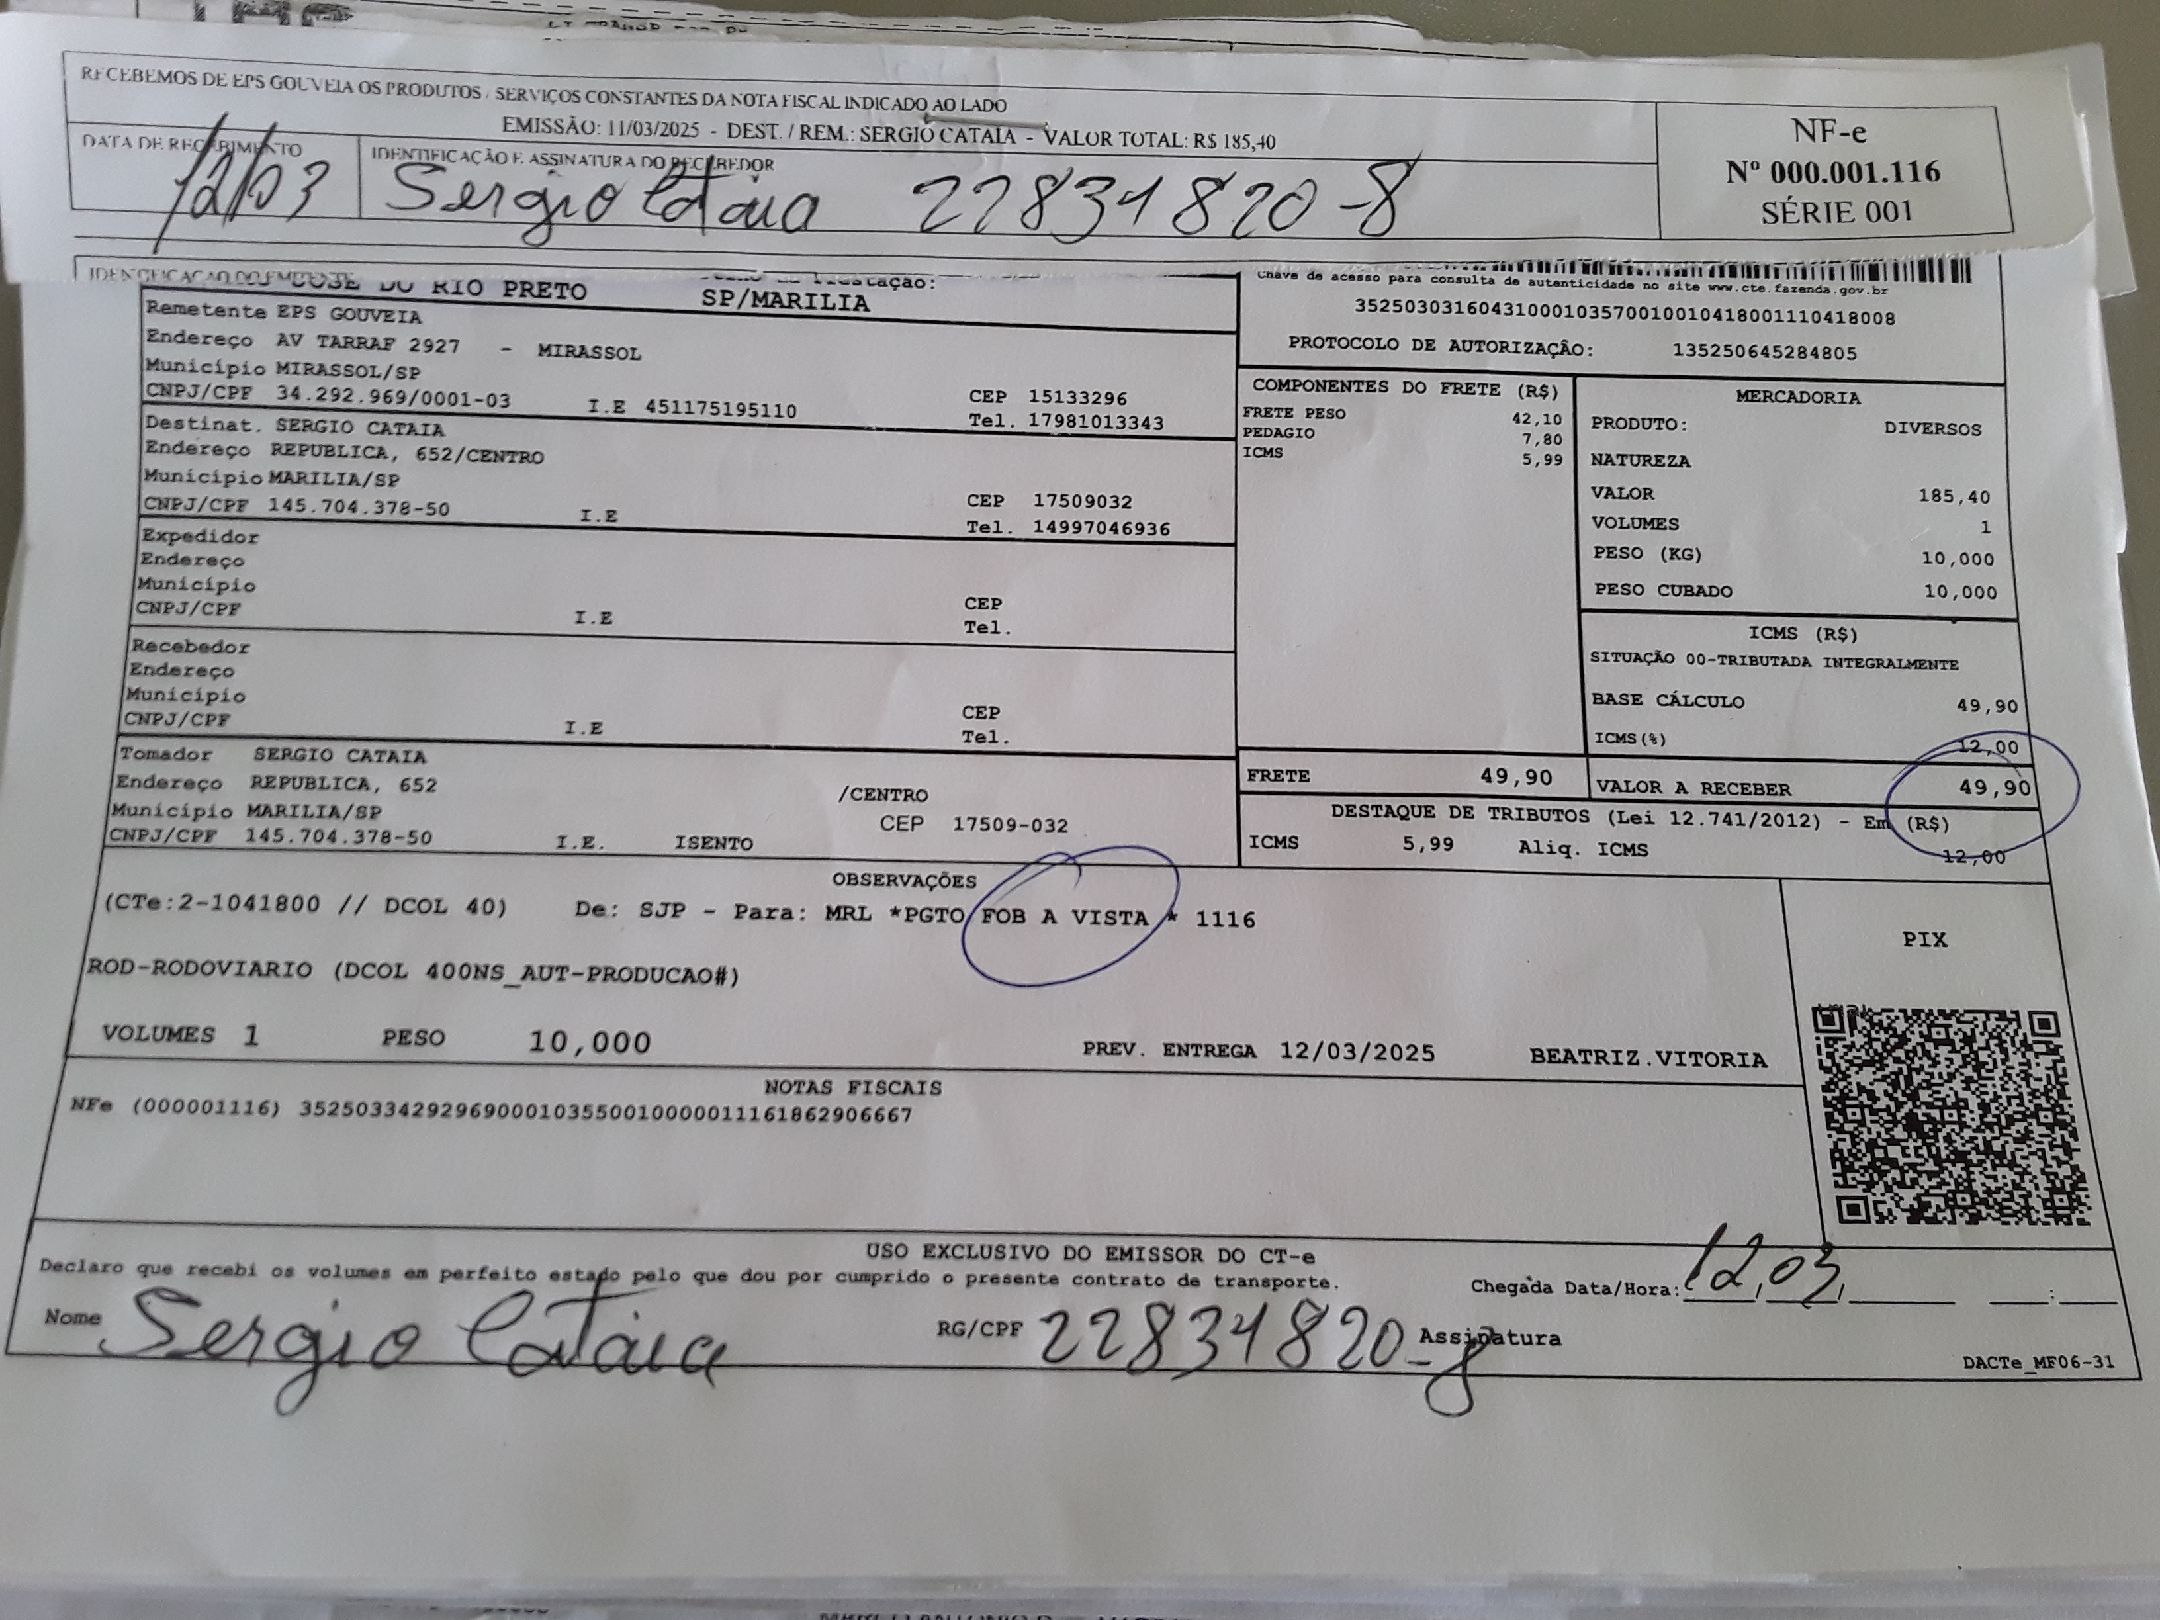 RECEBEMOS DE EPS GOUVEIA OS PRODUTOS / SERVIÇOS CONSTANTES DA NOTA FISCAL INDICADO AO LADO
EMISSÃO: 11/03/2025 - DEST. / REM.: SERGIO CATAIA - VALOR TOTAL: R$ 185,40
DATA DE RECEBIMENTO
IDENTIFICAÇÃO E ASSINATURA DO RECEBEDOR
12/03
Sergio Cataia 22831820-8
NF-e
Nº 000.001.116
SÉRIE 001
IDENTIFICAÇÃO DO EMITENTE
JOSE DO RIO PRETO
SP/MARILIA
Chave de acesso para consulta de autenticidade no site www.cte.fazenda.gov.br
35250303160431000103570010010418001110418008
PROTOCOLO DE AUTORIZAÇÃO: 135250645284805
Remetente EPS GOUVEIA
Endereço AV TARRAF 2927 - MIRASSOL
Município MIRASSOL/SP
CEP 15133296
CNPJ/CPF 34.292.969/0001-03 I.E 451175195110
Tel. 17981013343
Destinat. SERGIO CATAIA
Endereço REPUBLICA, 652/CENTRO
Município MARILIA/SP
CEP 17509032
CNPJ/CPF 145.704.378-50 I.E
Tel. 14997046936
Expedidor
Endereço
Município
CEP
CNPJ/CPF I.E
Tel.
Recebedor
Endereço
Município
CEP
CNPJ/CPF I.E
Tel.
Tomador SERGIO CATAIA
Endereço REPUBLICA, 652 /CENTRO
Município MARILIA/SP CEP 17509-032
CNPJ/CPF 145.704.378-50 I.E. ISENTO
COMPONENTES DO FRETE (R$)
FRETE PESO 42,10
PEDAGIO 7,80
ICMS 5,99
MERCADORIA
PRODUTO: DIVERSOS
NATUREZA
VALOR 185,40
VOLUMES 1
PESO (KG) 10,000
PESO CUBADO 10,000
ICMS (R$)
SITUAÇÃO 00-TRIBUTADA INTEGRALMENTE
BASE CÁLCULO 49,90
ICMS(%) 12,00
FRETE 49,90
VALOR A RECEBER 49,90
DESTAQUE DE TRIBUTOS (Lei 12.741/2012) - Em (R$)
ICMS 5,99 Aliq. ICMS 12,00
OBSERVAÇÕES
(CTe:2-1041800 // DCOL 40) De: SJP - Para: MRL *PGTO FOB A VISTA * 1116
ROD-RODOVIARIO (DCOL 400NS_AUT-PRODUCAO#)
VOLUMES 1 PESO 10,000 PREV. ENTREGA 12/03/2025 BEATRIZ.VITORIA
PIX
NOTAS FISCAIS
NFe (000001116) 35250334292969000103550010000011161862906667
USO EXCLUSIVO DO EMISSOR DO CT-e
Declaro que recebi os volumes em perfeito estado pelo que dou por cumprido o presente contrato de transporte.
Chegada Data/Hora: 12,03, :
Nome Sergio Cataia RG/CPF 22831820-8 Assinatura
DACTe_MF06-31